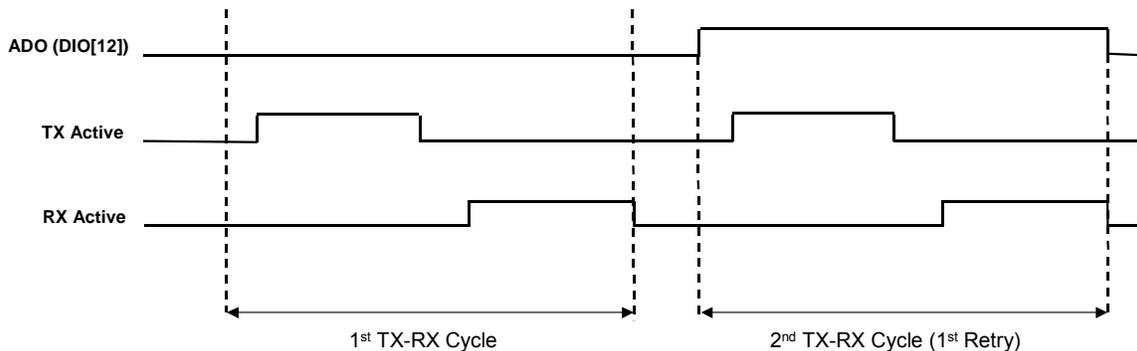 ADO (DIO[12])
TX Active
RX Active
1st TX-RX Cycle
2nd TX-RX Cycle (1st Retry)